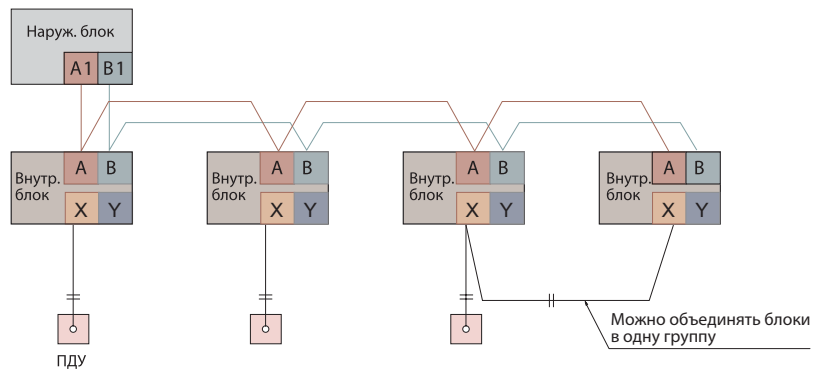 Наруж. блок
A1 B1
A B A B A B A B
Внутр. блок Внутр. блок Внутр. блок Внутр. блок
X Y X Y X Y X Y
Можно объединять блоки
в одну группу
ПДУ